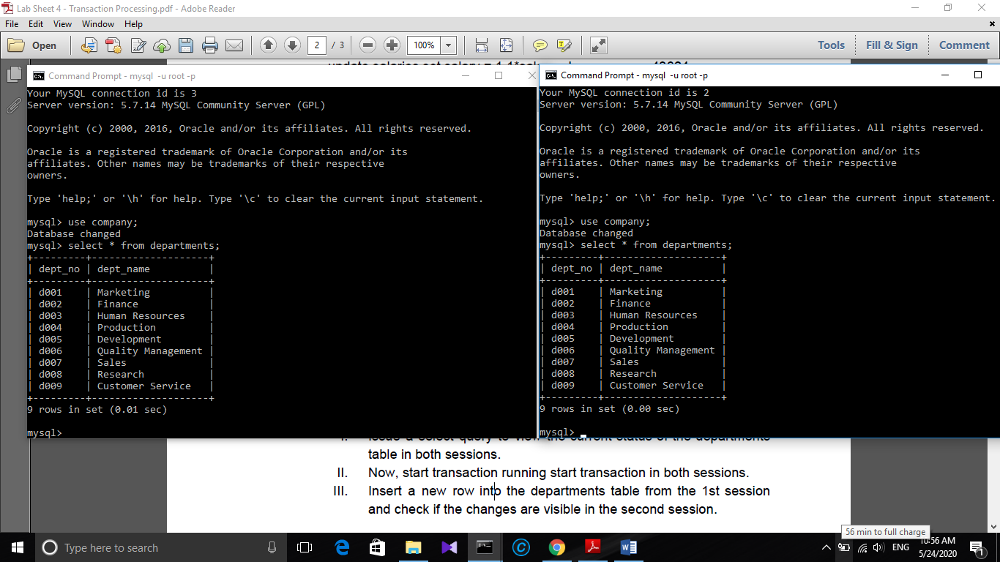 Lab Sheet 4 - Transaction Processing.pdf - Adobe Reader
File Edit View Window Help
Open 2 / 3 100% Tools Fill & Sign Comment
Command Prompt - mysql -u root -p
Your MySQL connection id is 3
Server version: 5.7.14 MySQL Community Server (GPL)
Copyright (c) 2000, 2016, Oracle and/or its affiliates. All rights reserved.
Oracle is a registered trademark of Oracle Corporation and/or its
affiliates. Other names may be trademarks of their respective
owners.
Type 'help;' or '\h' for help. Type '\c' to clear the current input statement.
mysql> use company;
Database changed
mysql> select * from departments;
+---------+--------------------+
| dept_no | dept_name          |
+---------+--------------------+
| d001    | Marketing          |
| d002    | Finance            |
| d003    | Human Resources    |
| d004    | Production         |
| d005    | Development        |
| d006    | Quality Management |
| d007    | Sales              |
| d008    | Research           |
| d009    | Customer Service   |
+---------+--------------------+
9 rows in set (0.01 sec)
mysql>
Command Prompt - mysql -u root -p
Your MySQL connection id is 2
Server version: 5.7.14 MySQL Community Server (GPL)
Copyright (c) 2000, 2016, Oracle and/or its affiliates. All rights reserved.
Oracle is a registered trademark of Oracle Corporation and/or its
affiliates. Other names may be trademarks of their respective
owners.
Type 'help;' or '\h' for help. Type '\c' to clear the current input statement.
mysql> use company;
Database changed
mysql> select * from departments;
+---------+--------------------+
| dept_no | dept_name          |
+---------+--------------------+
| d001    | Marketing          |
| d002    | Finance            |
| d003    | Human Resources    |
| d004    | Production         |
| d005    | Development        |
| d006    | Quality Management |
| d007    | Sales              |
| d008    | Research           |
| d009    | Customer Service   |
+---------+--------------------+
9 rows in set (0.00 sec)
mysql> _
I. Issue a select query to view the current status of the departments
table in both sessions.
II. Now, start transaction running start transaction in both sessions.
III. Insert a new row into the departments table from the 1st session
and check if the changes are visible in the second session.
56 min to full charge
Type here to search
ENG
10:56 AM
5/24/2020
1